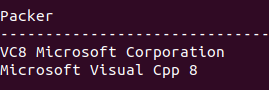 Packer
------------------------------
VC8 Microsoft Corporation
Microsoft Visual Cpp 8